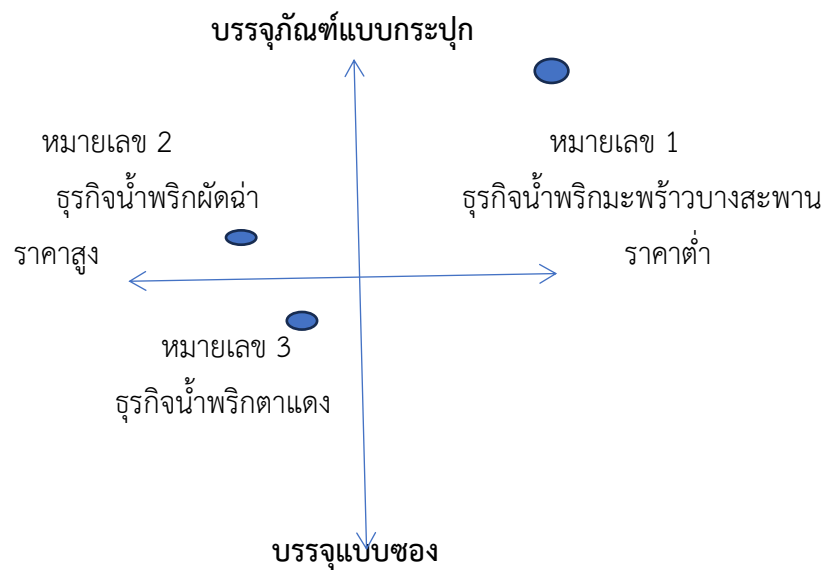 บรรจุภัณฑ์แบบกระปุก
หมายเลข 2
หมายเลข 1
ธุรกิจน้ำพริกผัดฉ่า
ธุรกิจน้ำพริกมะพร้าวบางสะพาน
ราคาสูง
ราคาต่ำ
หมายเลข 3
ธุรกิจน้ำพริกตาแดง
บรรจุแบบซอง